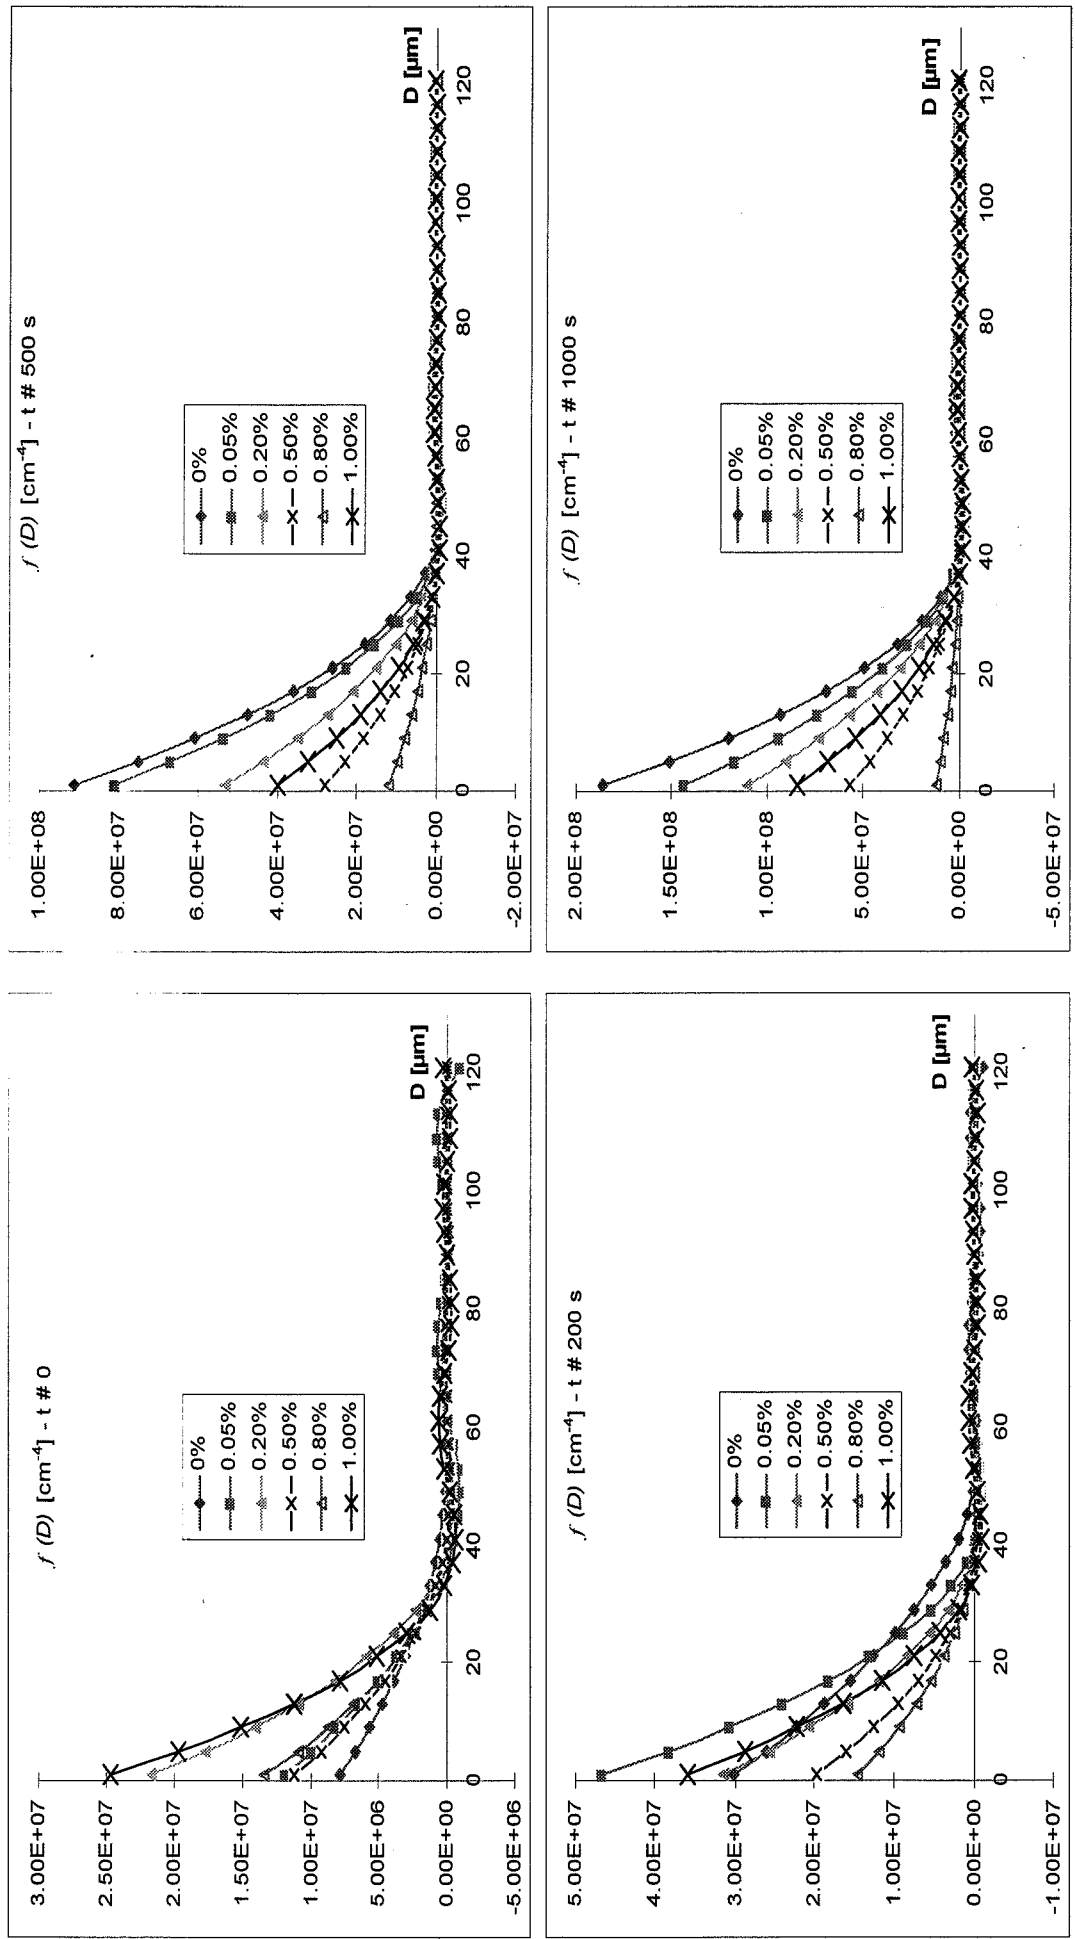 f (D) [cm⁻⁴] - t # 0
3.00E+07
2.50E+07
2.00E+07
1.50E+07
1.00E+07
5.00E+06
0.00E+00
-5.00E+06
0
20
40
60
80
100
120
D [µm]
0%
0.05%
0.20%
0.50%
0.80%
1.00%
f (D) [cm⁻⁴] - t # 500 s
1.00E+08
8.00E+07
6.00E+07
4.00E+07
2.00E+07
0.00E+00
-2.00E+07
0
20
40
60
80
100
120
D [µm]
0%
0.05%
0.20%
0.50%
0.80%
1.00%
f (D) [cm⁻⁴] - t # 200 s
5.00E+07
4.00E+07
3.00E+07
2.00E+07
1.00E+07
0.00E+00
-1.00E+07
0
20
40
60
80
100
120
D [µm]
0%
0.05%
0.20%
0.50%
0.80%
1.00%
f (D) [cm⁻⁴] - t # 1000 s
2.00E+08
1.50E+08
1.00E+08
5.00E+07
0.00E+00
-5.00E+07
0
20
40
60
80
100
120
D [µm]
0%
0.05%
0.20%
0.50%
0.80%
1.00%